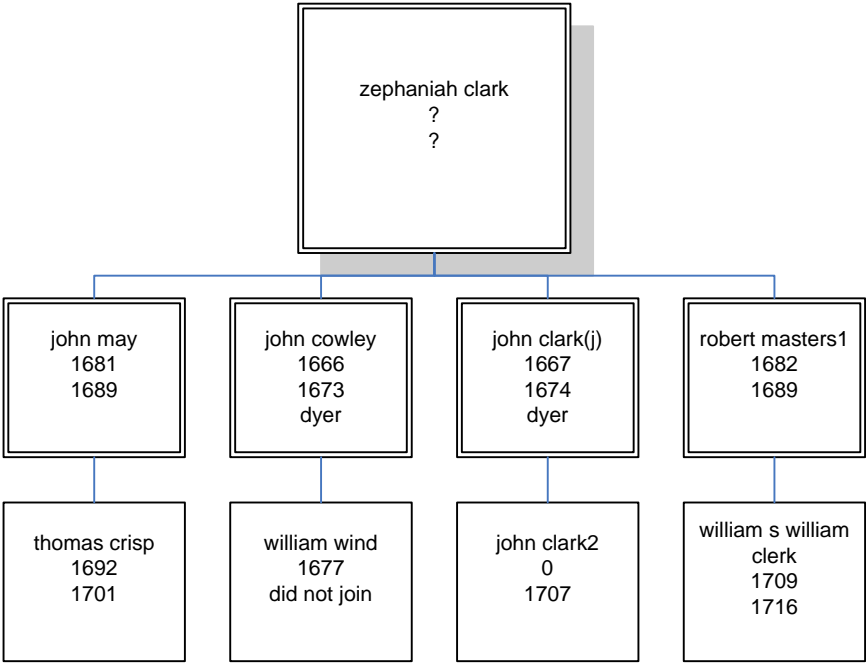 zephaniah clark
?
?
john may
1681
1689
john cowley
1666
1673
dyer
john clark(j)
1667
1674
dyer
robert masters1
1682
1689
thomas crisp
1692
1701
william wind
1677
did not join
john clark2
0
1707
william s william
clerk
1709
1716